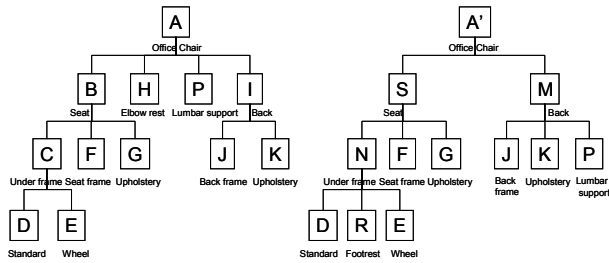 A A'
Office Chair Office Chair
B H P I S M
Seat Elbow rest Lumbar support Back Seat Back
C F G J K N F G J K P
Under frame Seat frame Upholstery Back frame Upholstery Under frame Seat frame Upholstery Back frame Upholstery Lumbar support
D E D R E
Standard Wheel Standard Footrest Wheel